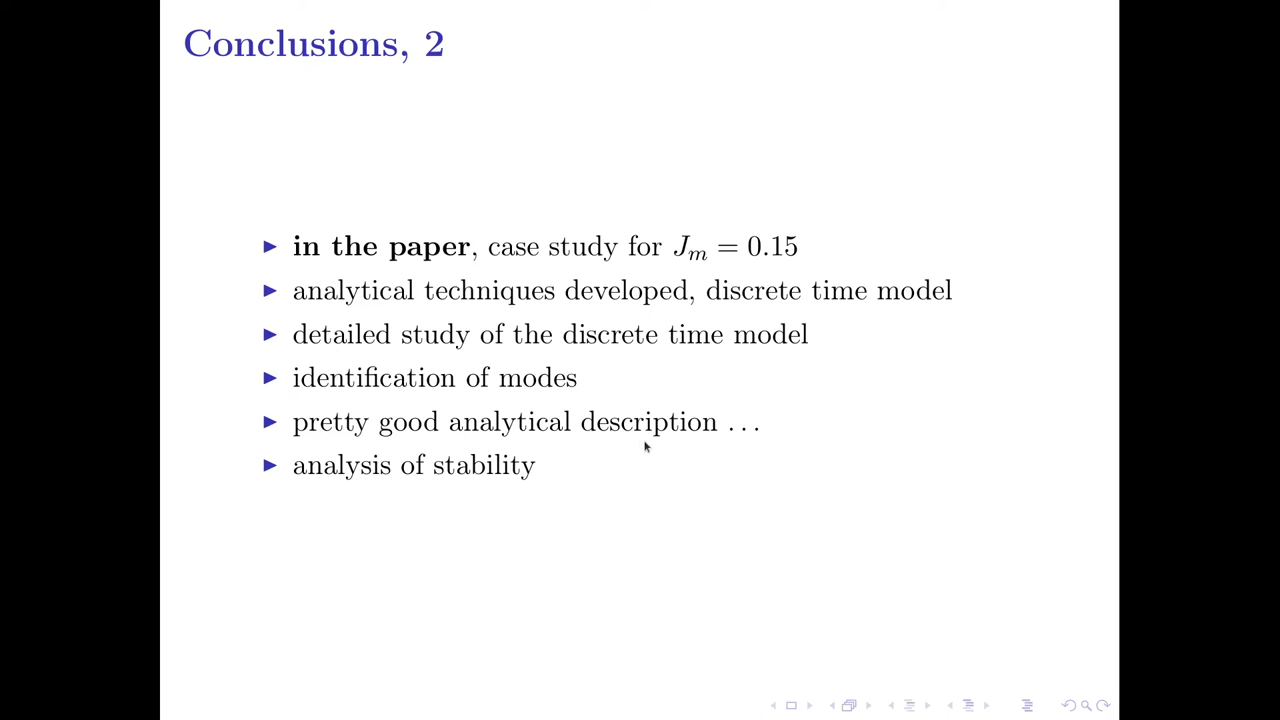 Conclusions, 2
in the paper, case study for J_m = 0.15
analytical techniques developed, discrete time model
detailed study of the discrete time model
identification of modes
pretty good analytical description ...
analysis of stability